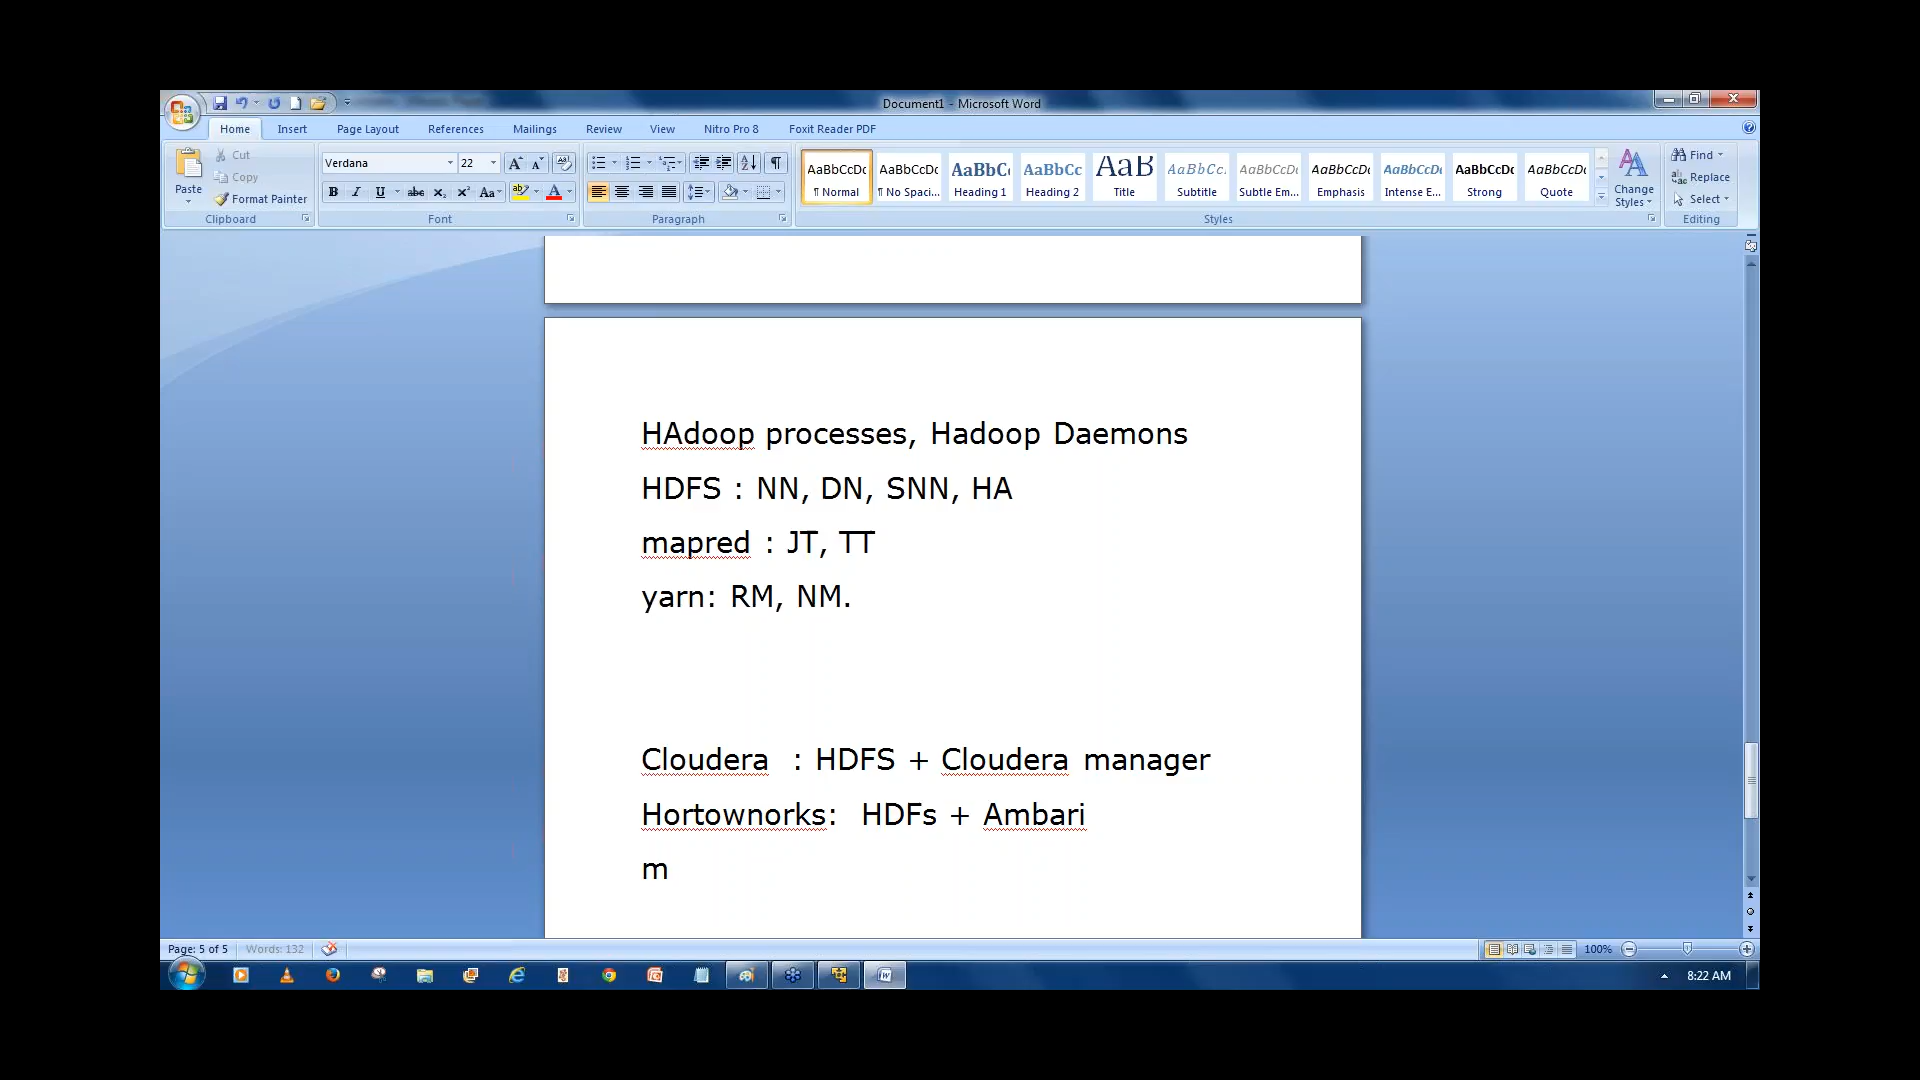 Document1 - Microsoft Word
Home Insert Page Layout References Mailings Review View Nitro Pro 8 Foxit Reader PDF
Paste
Cut
Copy
Format Painter
Clipboard
Verdana 22
Font
Paragraph
AaBbCcDc AaBbCcDc AaBbC AaBbCc AaB AaBbCc. AaBbCcDc AaBbCcDc AaBbCcDc AaBbCcDc AaBbCcDc
¶ Normal ¶ No Spaci... Heading 1 Heading 2 Title Subtitle Subtle Em... Emphasis Intense E... Strong Quote
Change Styles
Styles
Find
Replace
Select
Editing
HAdoop processes, Hadoop Daemons
HDFS : NN, DN, SNN, HA
mapred : JT, TT
yarn: RM, NM.
Cloudera : HDFS + Cloudera manager
Hortownorks: HDFs + Ambari
m
Page: 5 of 5 Words: 132 100%
8:22 AM